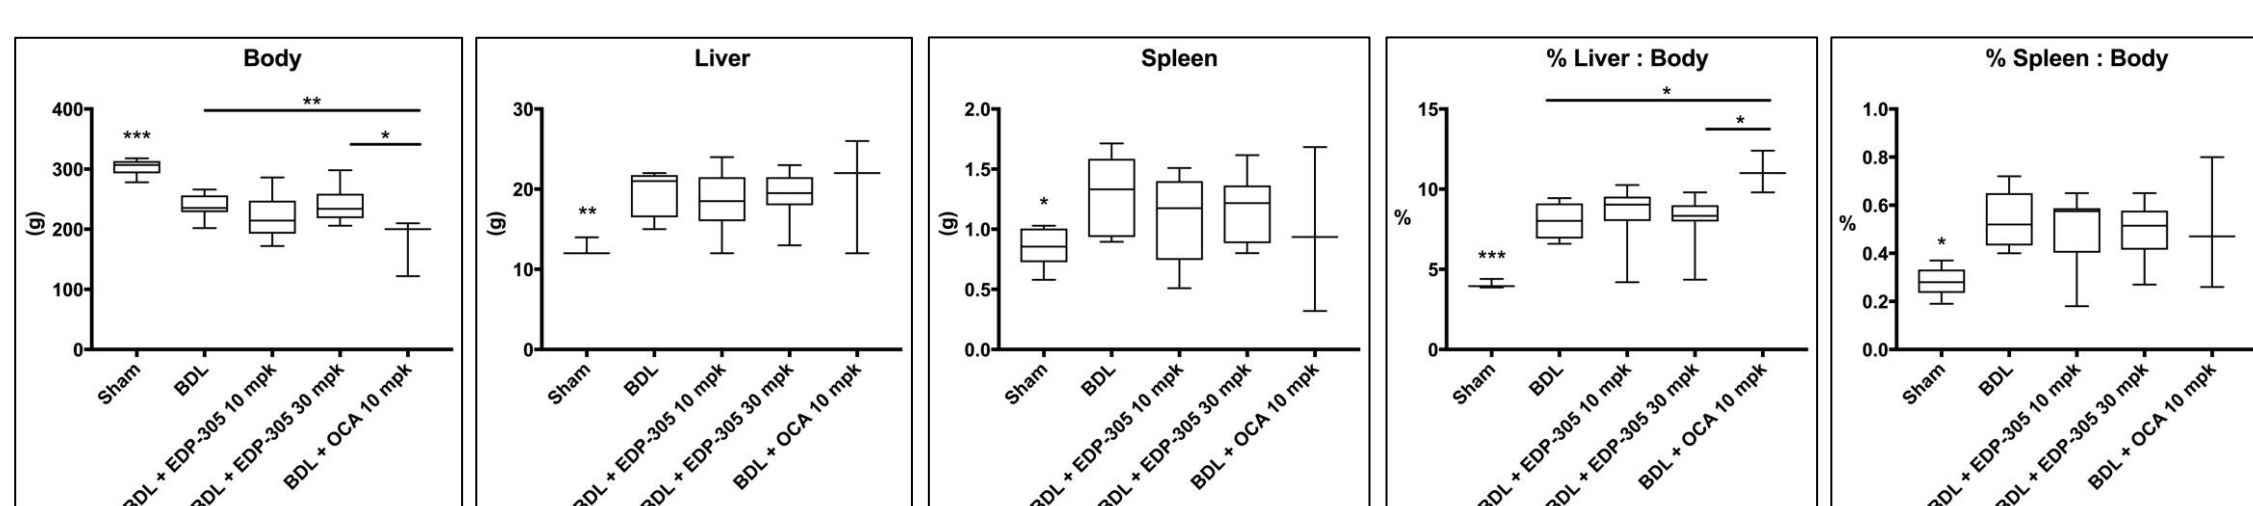 Body
400
300
200
100
0
(g)
***
**
*
Sham
BDL
BDL + EDP-305 10 mpk
BDL + EDP-305 30 mpk
BDL + OCA 10 mpk
Liver
30
20
10
0
(g)
**
Sham
BDL
BDL + EDP-305 10 mpk
BDL + EDP-305 30 mpk
BDL + OCA 10 mpk
Spleen
2.0
1.5
1.0
0.5
0.0
(g)
*
Sham
BDL
BDL + EDP-305 10 mpk
BDL + EDP-305 30 mpk
BDL + OCA 10 mpk
% Liver : Body
15
10
5
0
%
***
*
*
Sham
BDL
BDL + EDP-305 10 mpk
BDL + EDP-305 30 mpk
BDL + OCA 10 mpk
% Spleen : Body
1.0
0.8
0.6
0.4
0.2
0.0
%
*
Sham
BDL
BDL + EDP-305 10 mpk
BDL + EDP-305 30 mpk
BDL + OCA 10 mpk